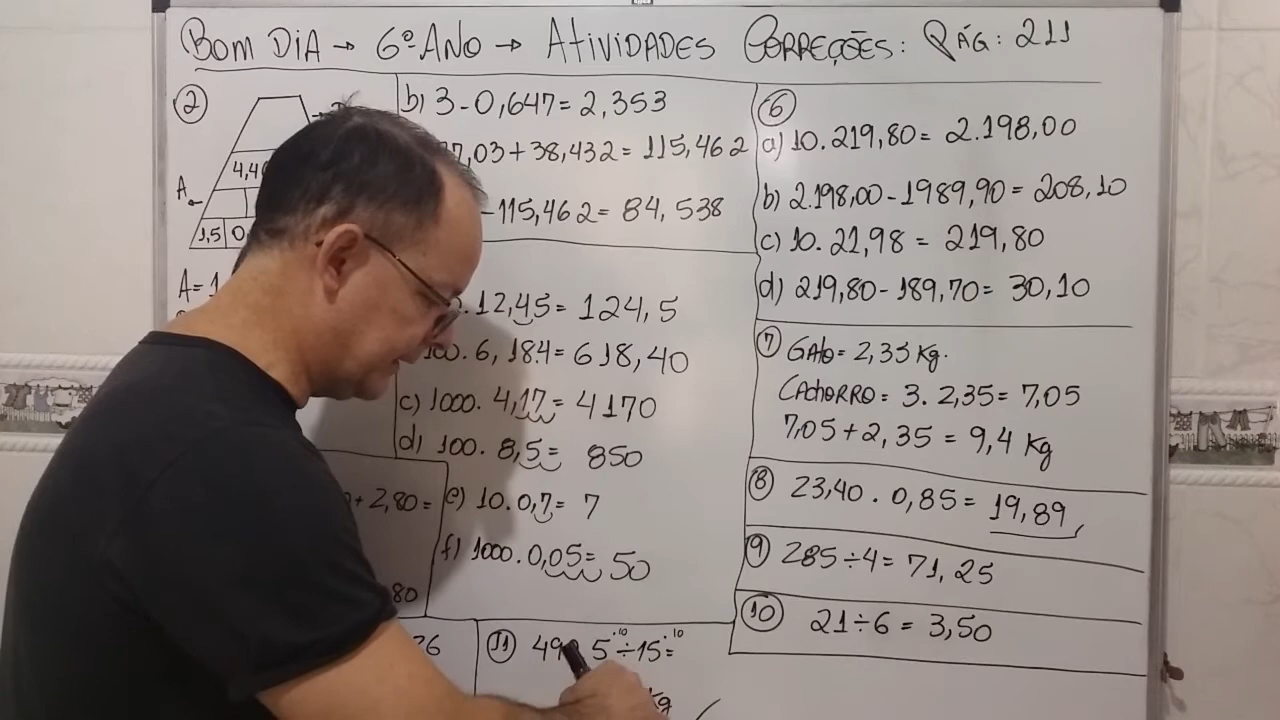 BOM DIA → 6º ANO → ATIVIDADES CORREÇÕES: PÁG: 211
2
4,4
A
1,5 0,
A= 1
b) 3 - 0,647 = 2,353
7,03 + 38,432 = 115,462
- 115,462 = 84,538
. 12,45 = 124,5
100. 6,184 = 618,40
c) 1000. 4,17 = 4170
d) 100. 8,5 = 850
+ 2,80 =
e) 10. 0,7 = 7
f) 1000. 0,05 = 50
80
26
11 49 5 ÷ 15 =
.10 .10
Kg
6
a) 10. 219,80 = 2.198,00
b) 2.198,00 - 1989,90 = 208,10
c) 10. 21,98 = 219,80
d) 219,80 - 189,70 = 30,10
7 GAto = 2,35 Kg.
CAchORRO = 3. 2,35 = 7,05
7,05 + 2,35 = 9,4 Kg
8 23,40 . 0,85 = 19,89
9 285 ÷ 4 = 71,25
10 21 ÷ 6 = 3,50